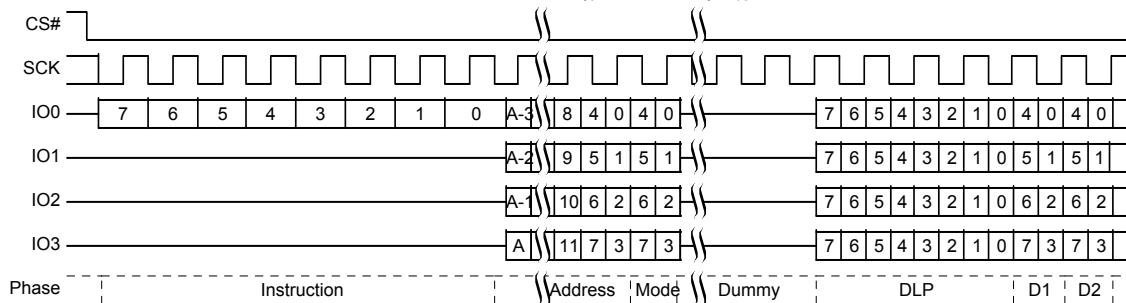 CS#
SCK
IO0 7 6 5 4 3 2 1 0 A-3 8 4 0 4 0 7 6 5 4 3 2 1 0 4 0 4 0
IO1 A-2 9 5 1 5 1 7 6 5 4 3 2 1 0 5 1 5 1
IO2 A-1 10 6 2 6 2 7 6 5 4 3 2 1 0 6 2 6 2
IO3 A 11 7 3 7 3 7 6 5 4 3 2 1 0 7 3 7 3
Phase Instruction Address Mode Dummy DLP D1 D2